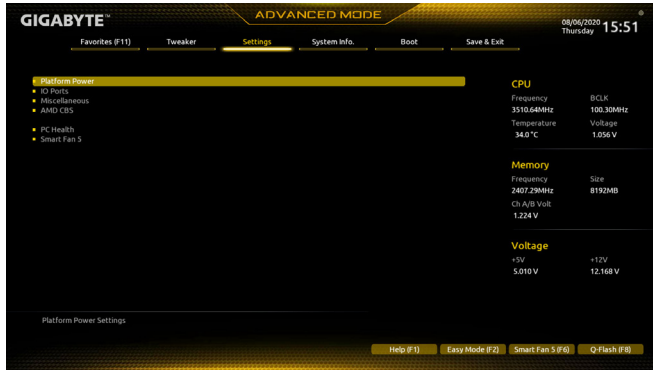 GIGABYTE™
ADVANCED MODE
08/06/2020 15:51
Thursday
Favorites (F11) Tweaker Settings System Info. Boot Save & Exit
Platform Power
IO Ports
Miscellaneous
AMD CBS
PC Health
Smart Fan 5
CPU
Frequency BCLK
3510.64MHz 100.30MHz
Temperature Voltage
34.0 °C 1.056 V
Memory
Frequency Size
2407.29MHz 8192MB
Ch A/B Volt
1.224 V
Voltage
+5V +12V
5.010 V 12.168 V
Platform Power Settings
Help (F1) Easy Mode (F2) Smart Fan 5 (F6) Q-Flash (F8)